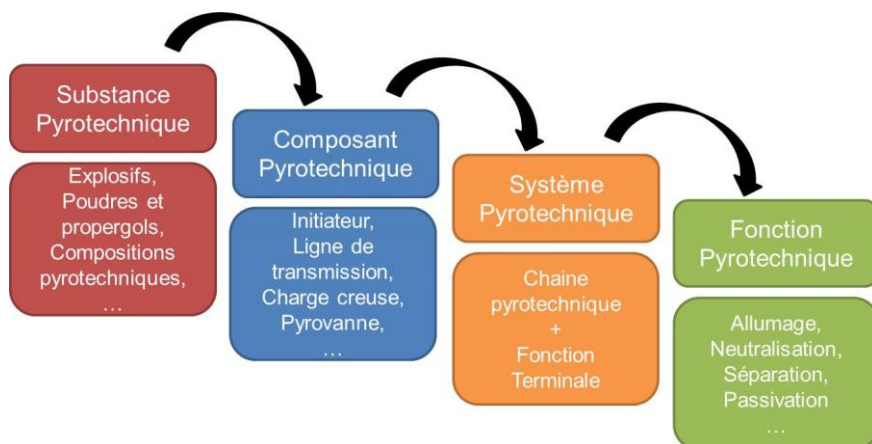 Substance
Pyrotechnique
Explosifs,
Poudres et
propergols,
Compositions
pyrotechniques,
...
Composant
Pyrotechnique
Initiateur,
Ligne de
transmission,
Charge creuse,
Pyrovanne,
...
Système
Pyrotechnique
Chaine
pyrotechnique
+
Fonction
Terminale
Fonction
Pyrotechnique
Allumage,
Neutralisation,
Séparation,
Passivation
...